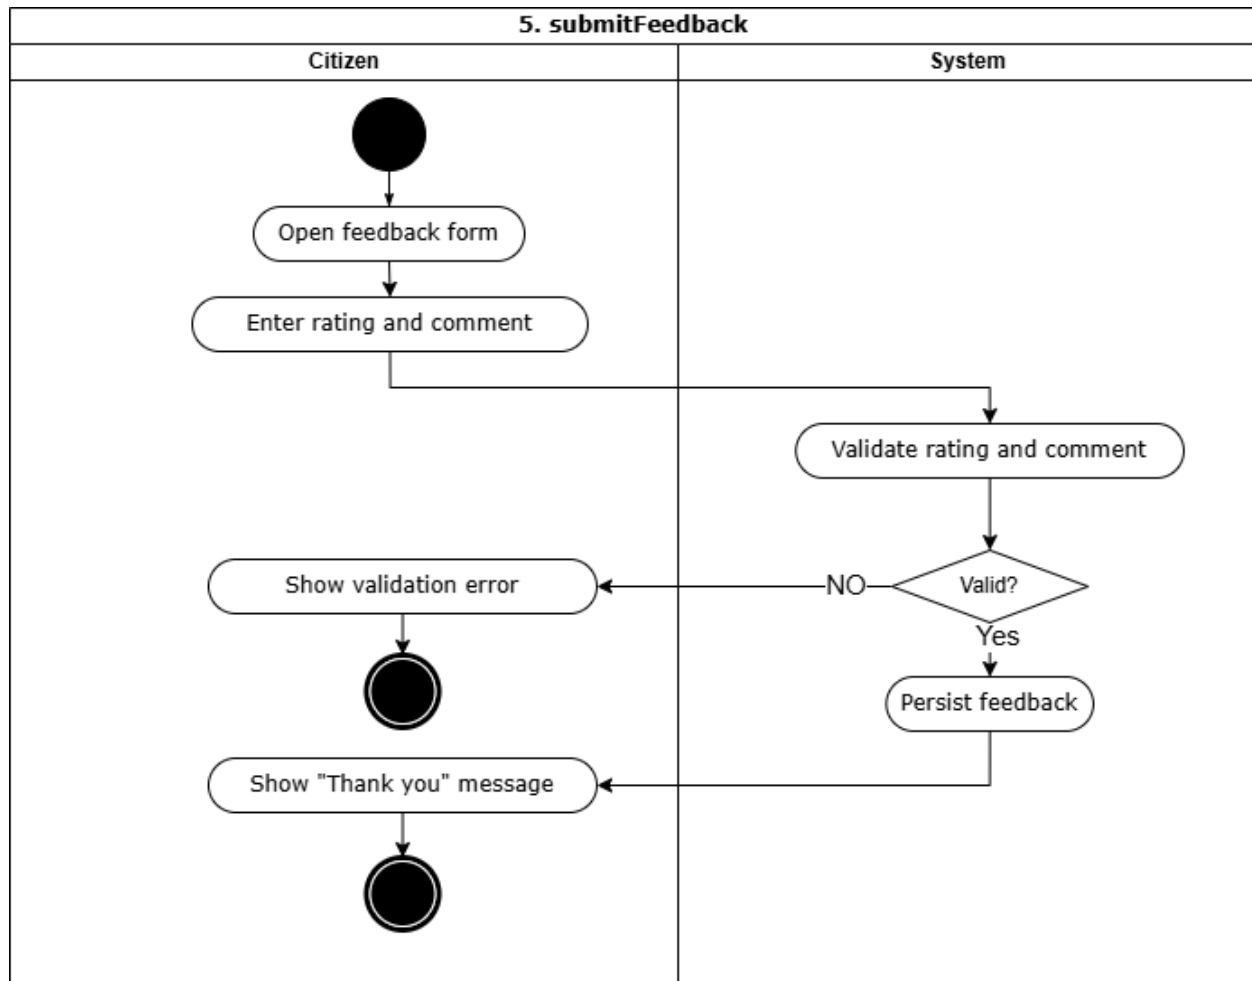 5. submitFeedback
Citizen
System
Open feedback form
Enter rating and comment
Validate rating and comment
Show validation error
NO
Valid?
Yes
Persist feedback
Show "Thank you" message